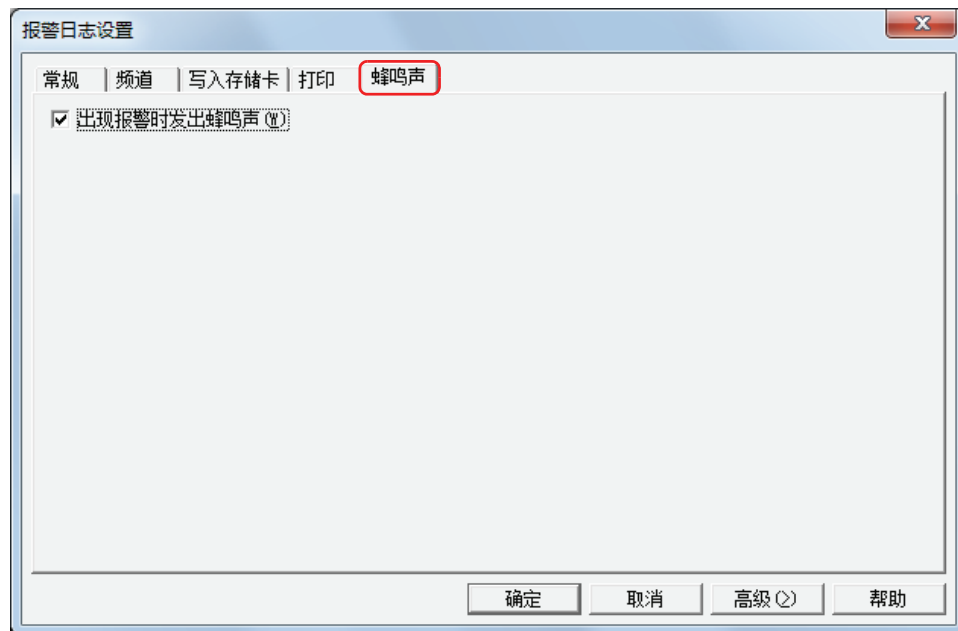 报警日志设置
常规 频道 写入存储卡 打印 蜂鸣声
出现报警时发出蜂鸣声(W)
确定 取消 高级(2) 帮助